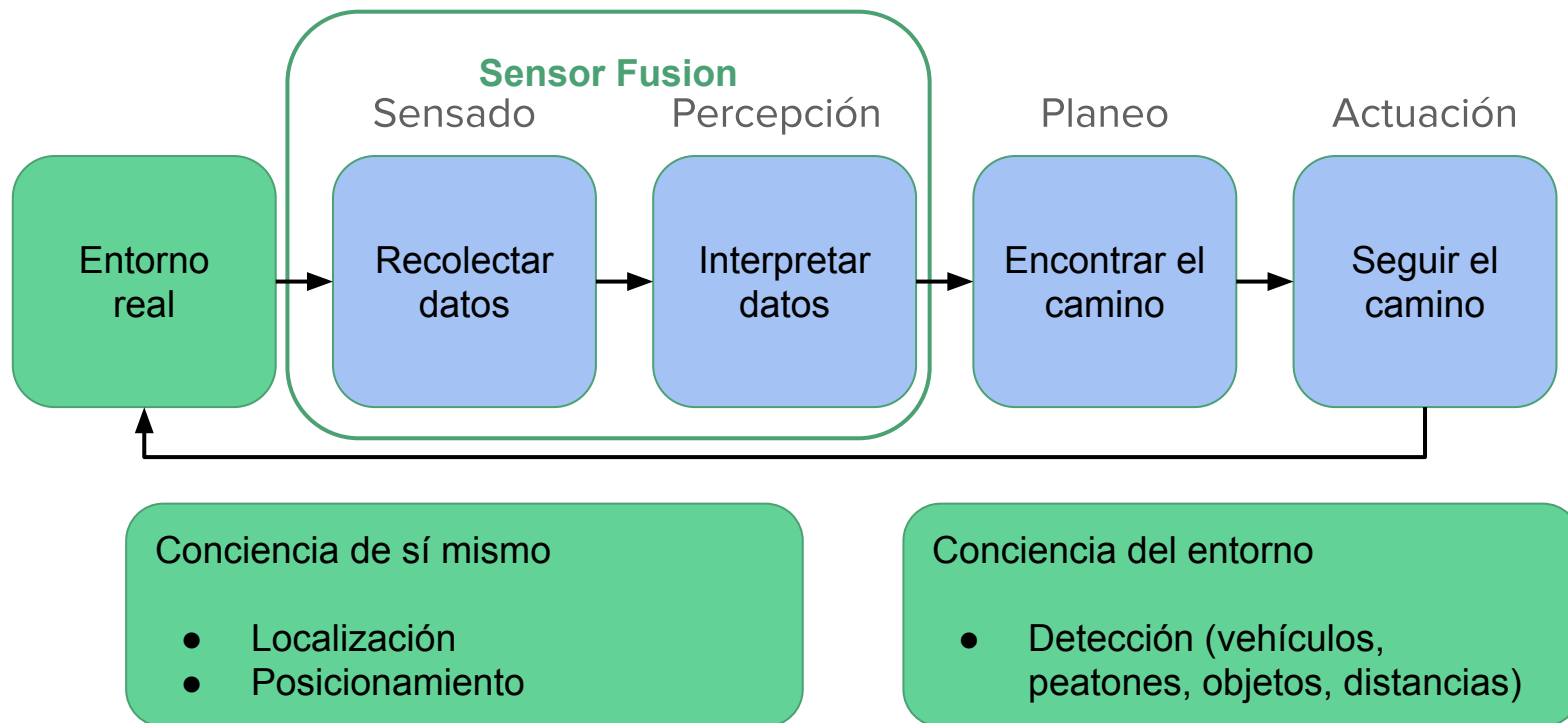 Sensor Fusion
Sensado
Percepción
Planeo
Actuación
Entorno
real
Recolectar
datos
Interpretar
datos
Encontrar el
camino
Seguir el
camino
Conciencia de sí mismo
● Localización
● Posicionamiento
Conciencia del entorno
● Detección (vehículos,
peatones, objetos, distancias)